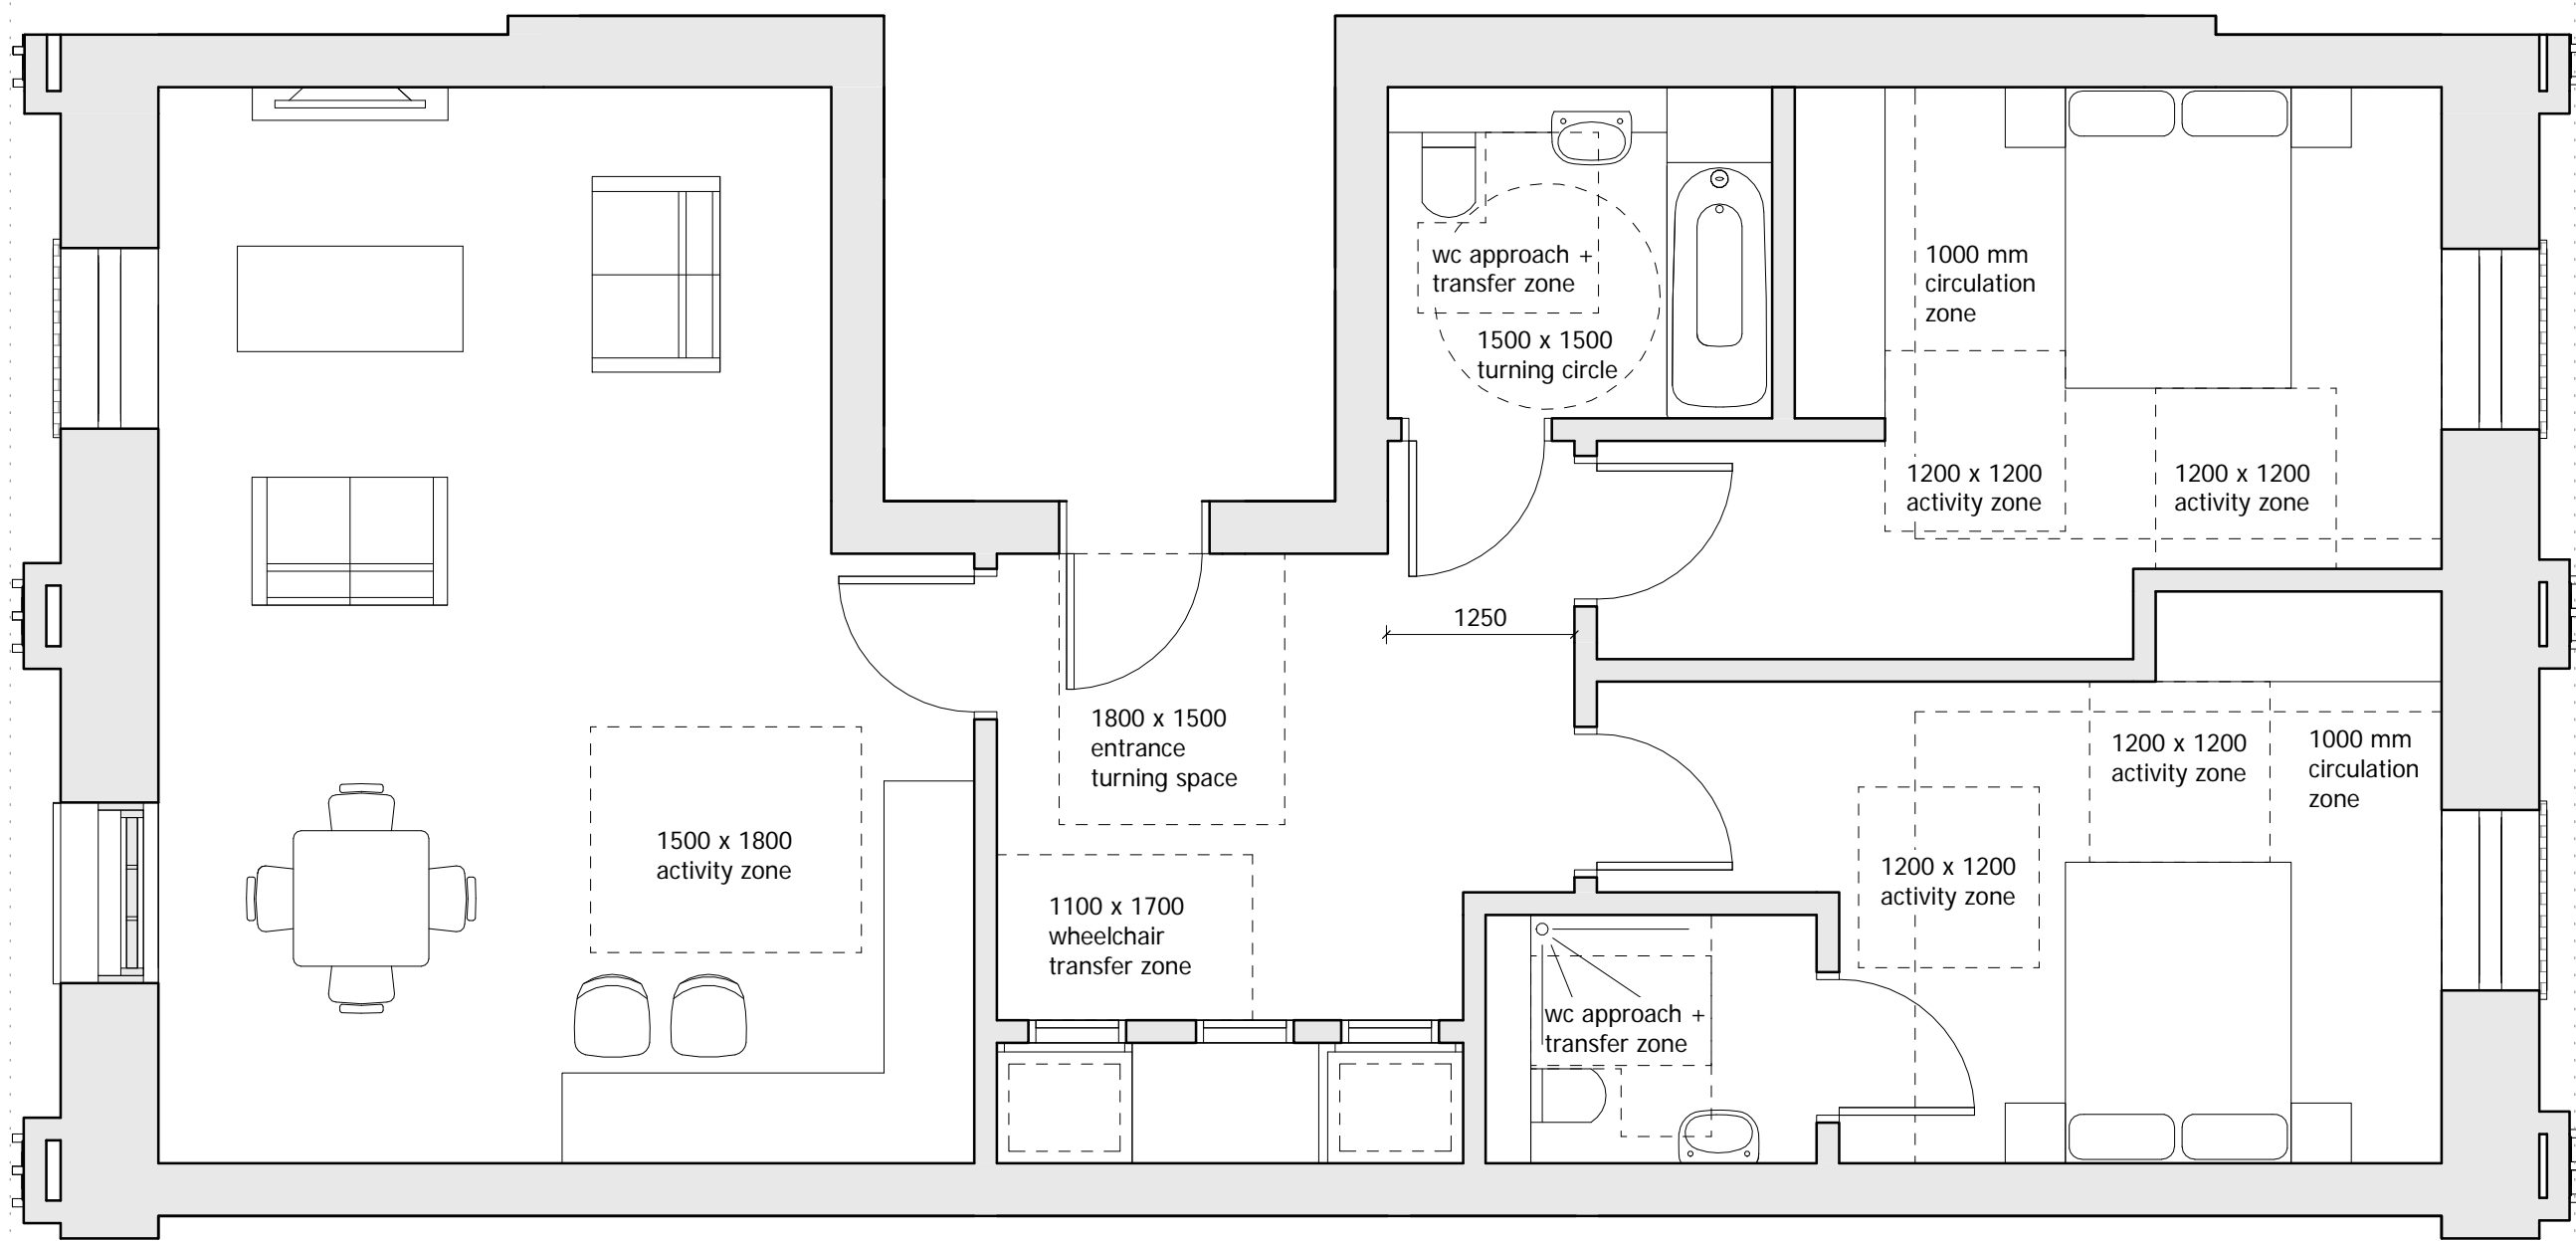 wc approach +
transfer zone
1500 x 1500
turning circle
1000 mm
circulation
zone
1200 x 1200
activity zone
1200 x 1200
activity zone
1250
1800 x 1500
entrance
turning space
1500 x 1800
activity zone
1100 x 1700
wheelchair
transfer zone
1200 x 1200
activity zone
1000 mm
circulation
zone
1200 x 1200
activity zone
wc approach +
transfer zone